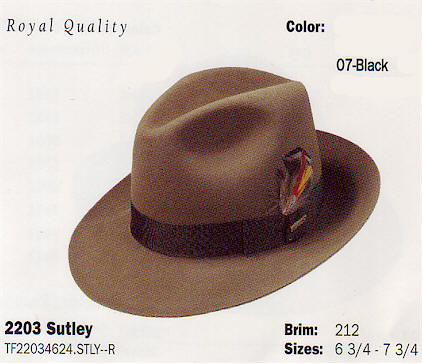 Royal Quality
Color:
07-Black
2203 Sutley
TF22034624.STLY--R
Brim: 212
Sizes: 6 3/4 - 7 3/4